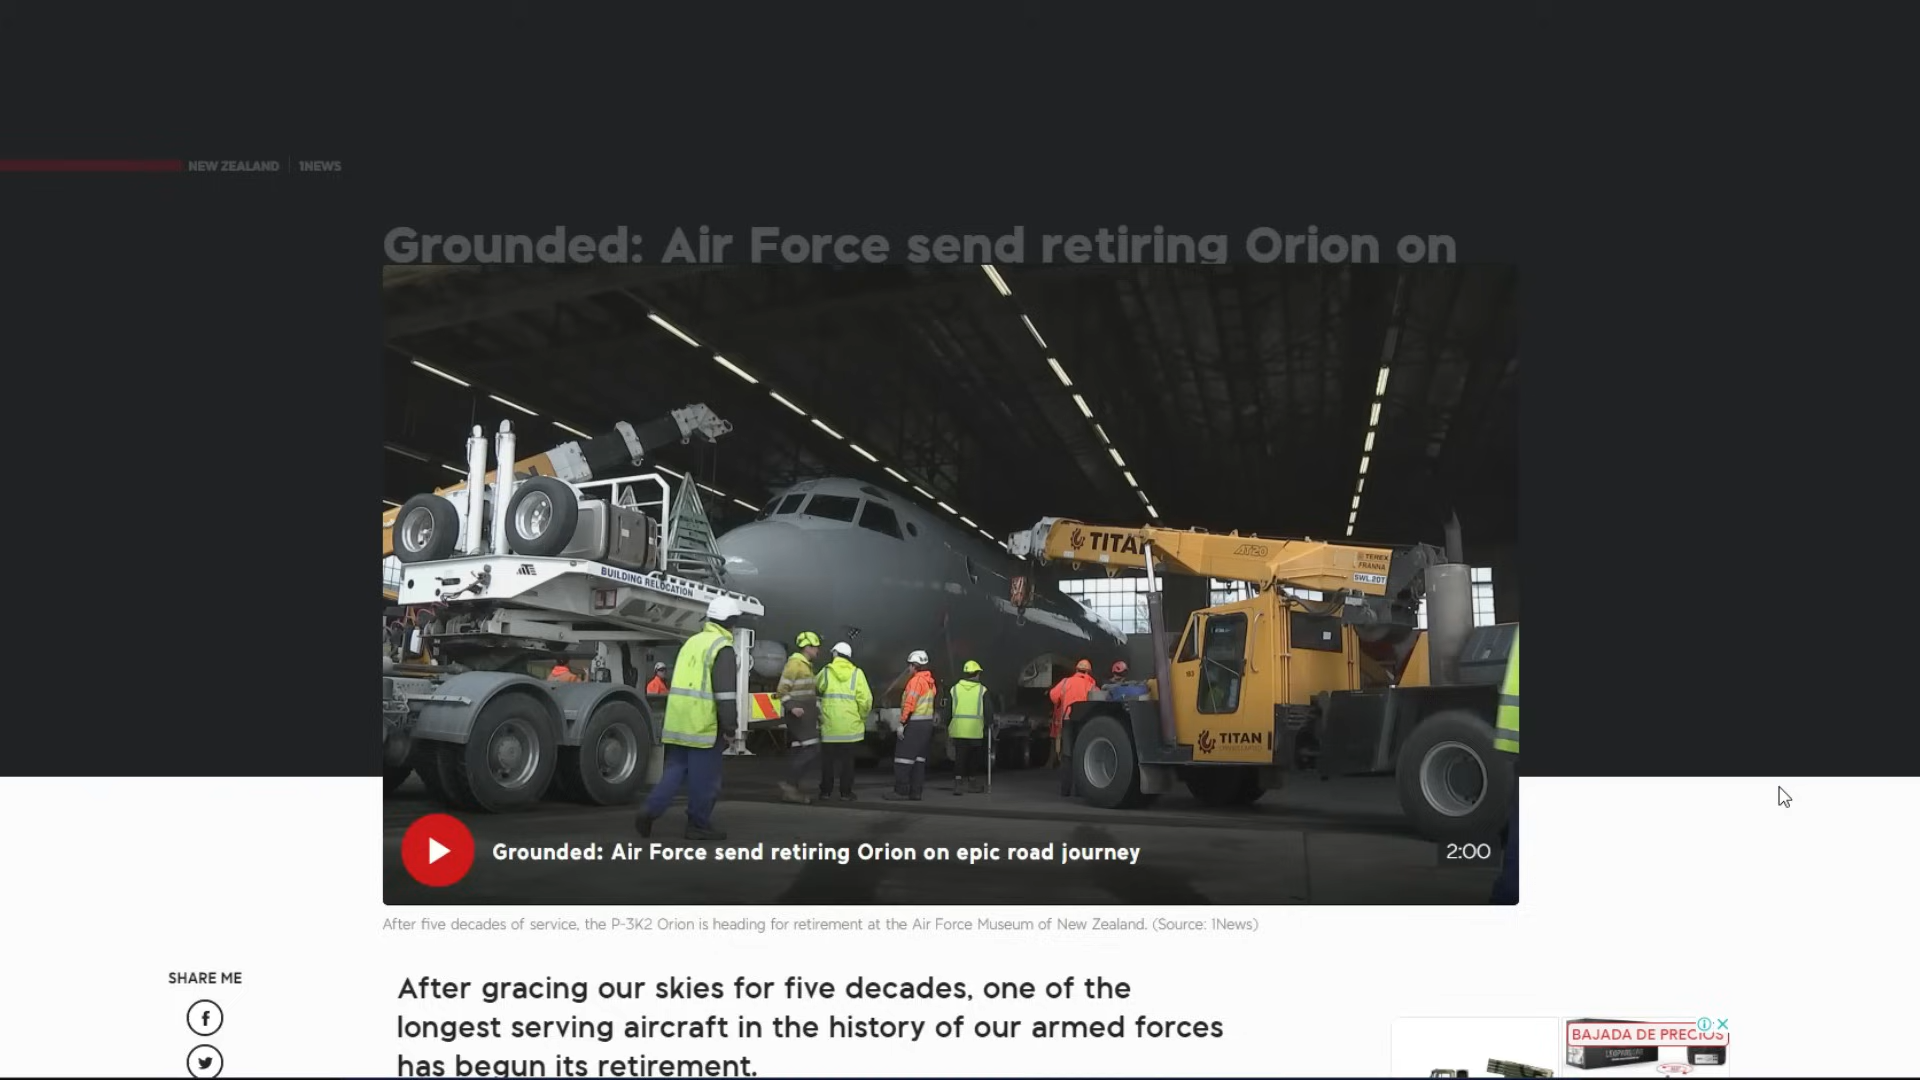 NEW ZEALAND
1NEWS
Grounded: Air Force send retiring Orion on
TITAN
AT20
TEREX
FRANNA
SWL.20T
BUILDING RELOCATION
TITAN
Grounded: Air Force send retiring Orion on epic road journey
2:00
After five decades of service, the P-3K2 Orion is heading for retirement at the Air Force Museum of New Zealand. (Source: 1News)
SHARE ME
After gracing our skies for five decades, one of the
longest serving aircraft in the history of our armed forces
has begun its retirement.
BAJADA DE PRECIOS